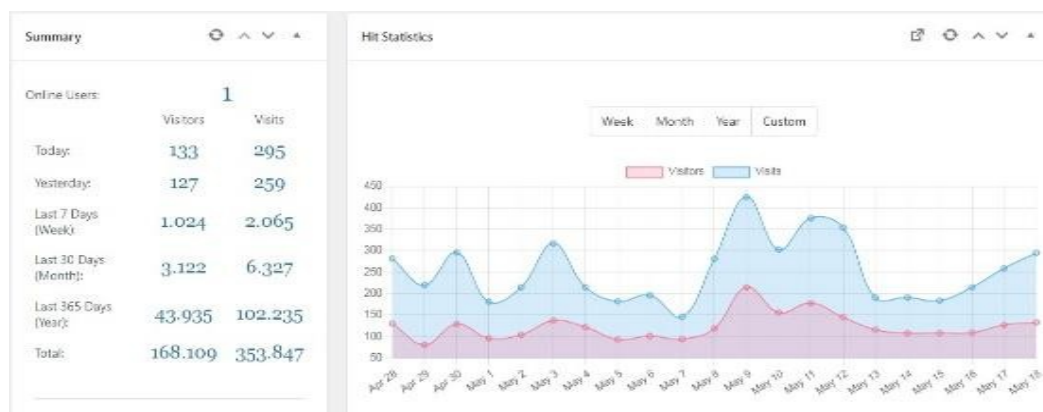 Summary
Online Users: 1
Visitors Visits
Today: 133 295
Yesterday: 127 259
Last 7 Days
(Week): 1.024 2.065
Last 30 Days
(Month): 3.122 6.327
Last 365 Days
(Year): 43.935 102.235
Total: 168.109 353.847
Hit Statistics
Week Month Year Custom
Visitors Visits
450
400
350
300
250
200
150
100
50
Apr 28 Apr 29 Apr 30 May 1 May 2 May 3 May 4 May 5 May 6 May 7 May 8 May 9 May 10 May 11 May 12 May 13 May 14 May 15 May 16 May 17 May 18